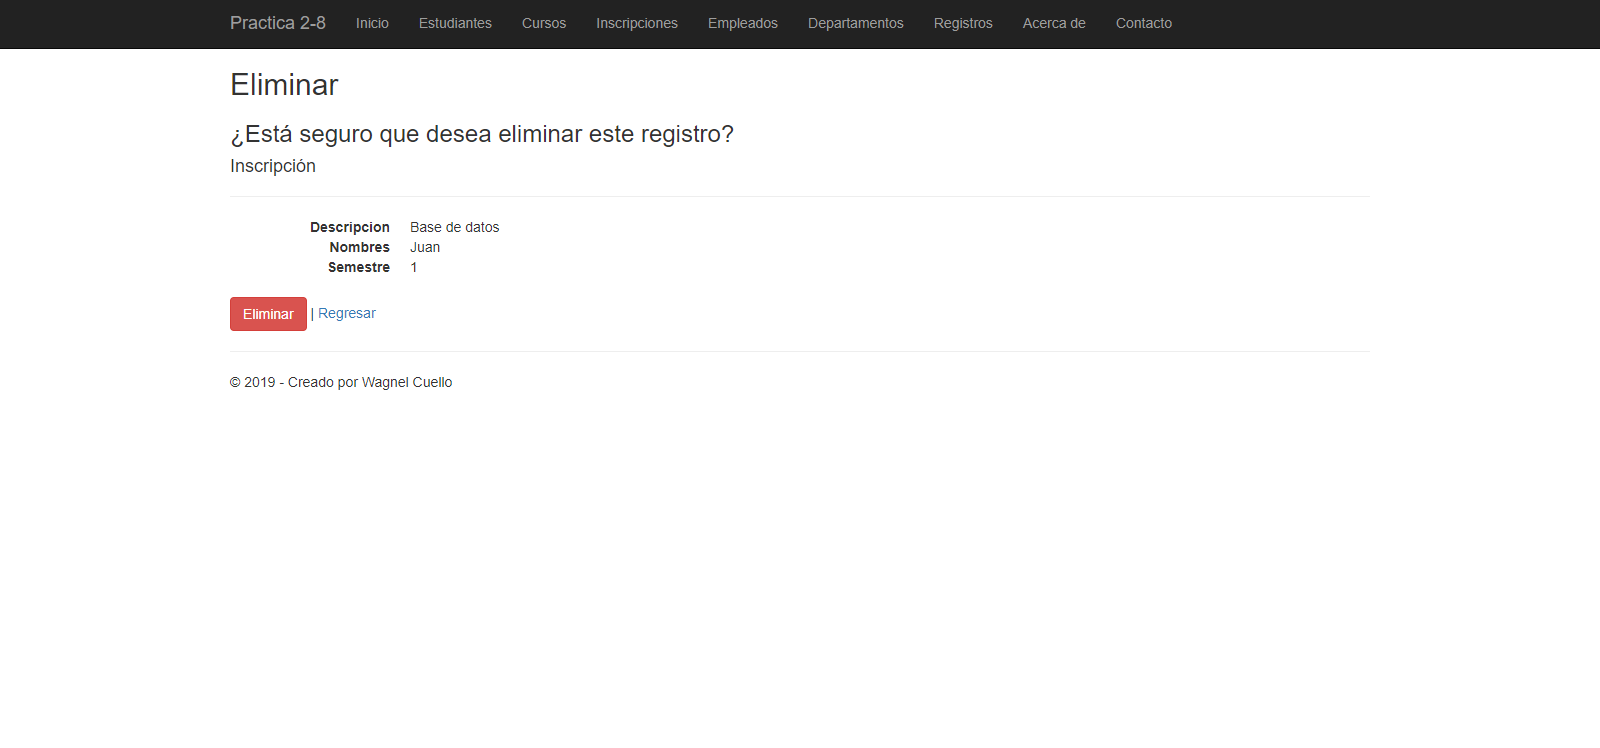 Practica 2-8 Inicio Estudiantes Cursos Inscripciones Empleados Departamentos Registros Acerca de Contacto
Eliminar
¿Está seguro que desea eliminar este registro?
Inscripción
Descripcion Base de datos
Nombres Juan
Semestre 1
Eliminar | Regresar
© 2019 - Creado por Wagnel Cuello